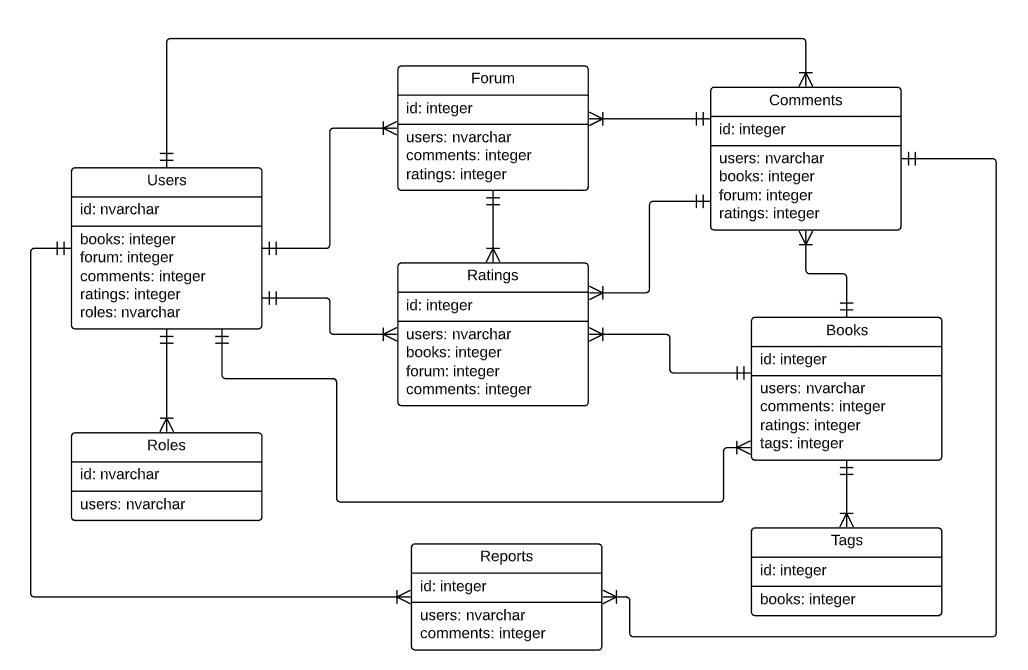 Forum
id: integer
users: nvarchar
comments: integer
ratings: integer
Comments
id: integer
users: nvarchar
books: integer
forum: integer
ratings: integer
Users
id: nvarchar
books: integer
forum: integer
comments: integer
ratings: integer
roles: nvarchar
Ratings
id: integer
users: nvarchar
books: integer
forum: integer
comments: integer
Books
id: integer
users: nvarchar
comments: integer
ratings: integer
tags: integer
Roles
id: nvarchar
users: nvarchar
Reports
id: integer
users: nvarchar
comments: integer
Tags
id: integer
books: integer